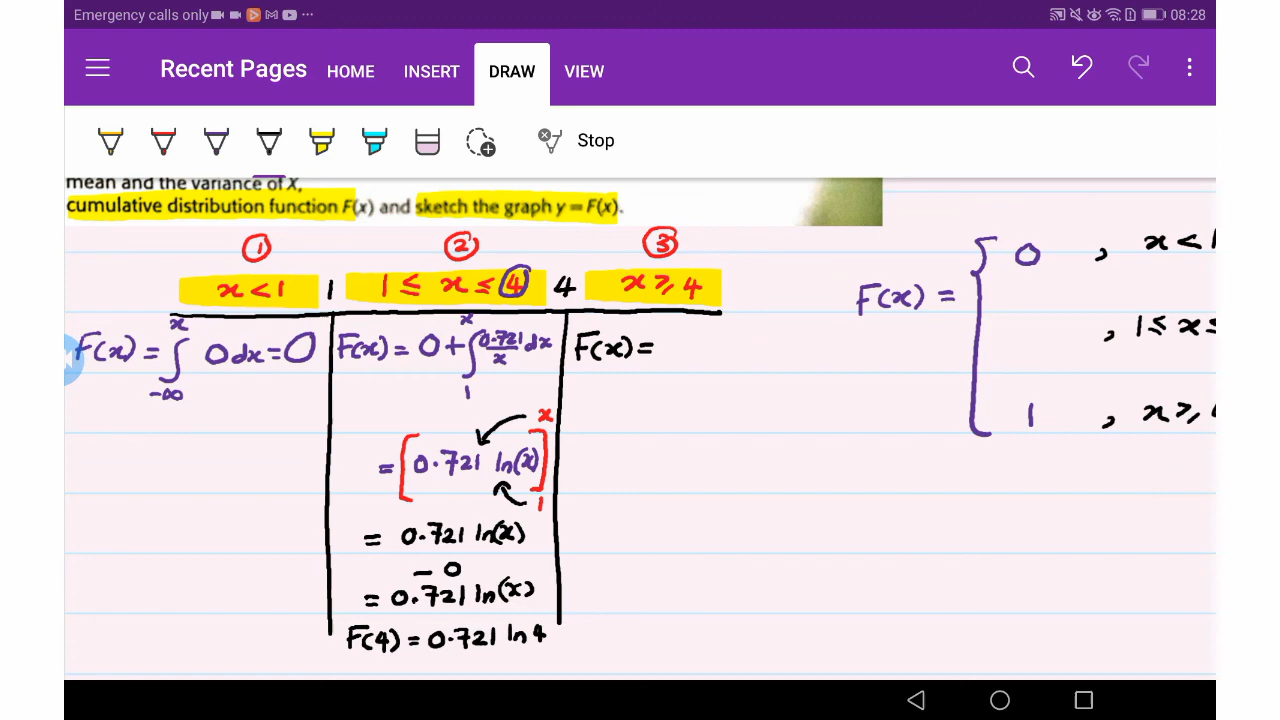 Emergency calls only 08:28
Recent Pages HOME INSERT DRAW VIEW
Stop
mean and the variance of X,
cumulative distribution function F(x) and sketch the graph y = F(x).
① ② ③
x < 1 1 1 ≤ x ≤ 4 4 x ≥ 4
F(x) = ∫_{-∞}^{x} 0 dx = 0
F(x) = 0 + ∫_{1}^{x} 0.721/x dx
= [0.721 ln(x)]_{1}^{x}
= 0.721 ln(x)
- 0
= 0.721 ln(x)
F(4) = 0.721 ln 4
F(x) =
F(x) = { 0 , x < 1
, 1 ≤ x ≤
1 , x ≥ 4